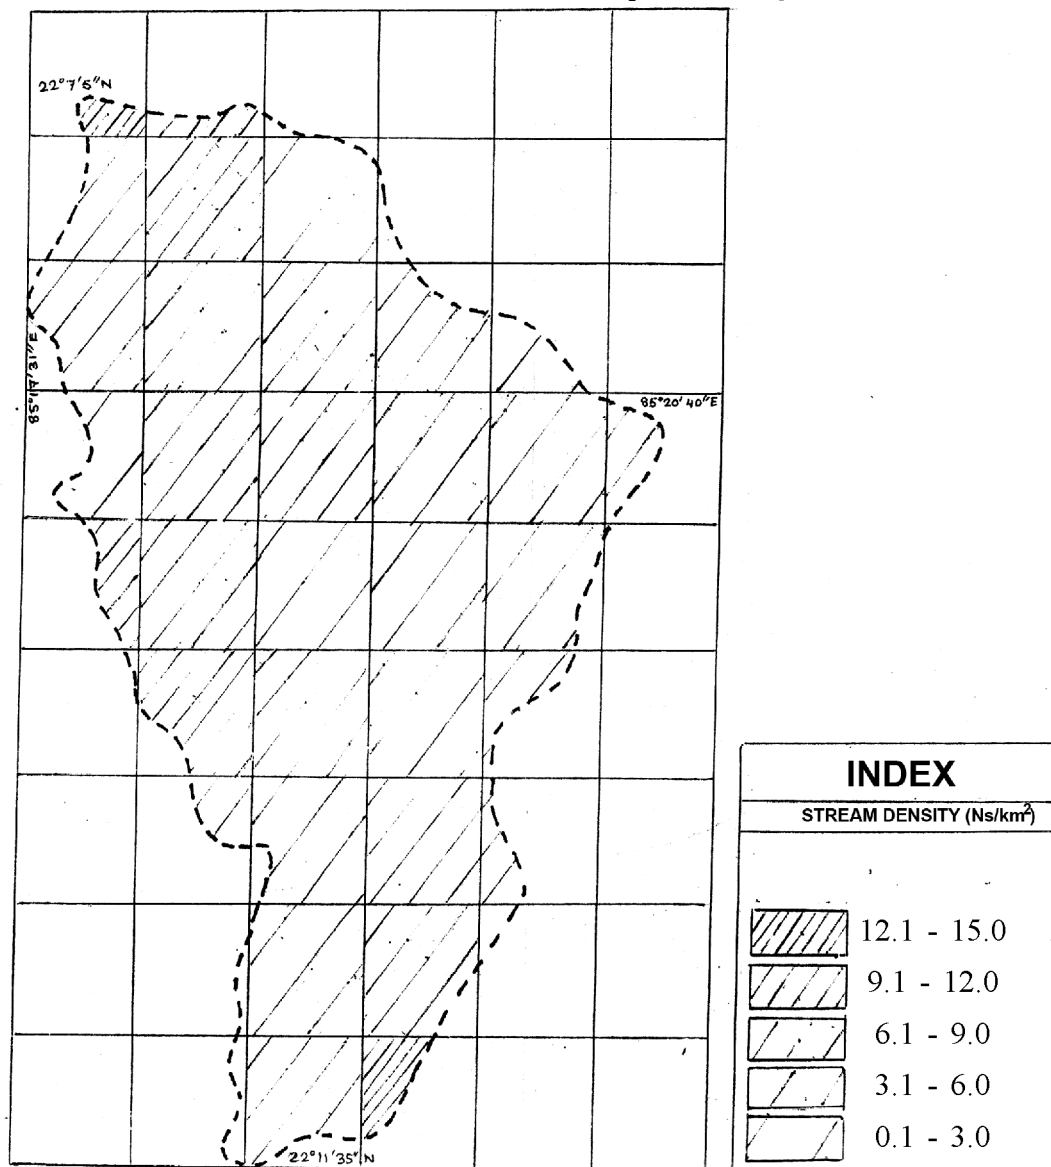 22°7'5"N
85°17'31"E
85°20'40"E
22°11'35"N
INDEX
STREAM DENSITY (Ns/km²)
12.1 - 15.0
9.1 - 12.0
6.1 - 9.0
3.1 - 6.0
0.1 - 3.0